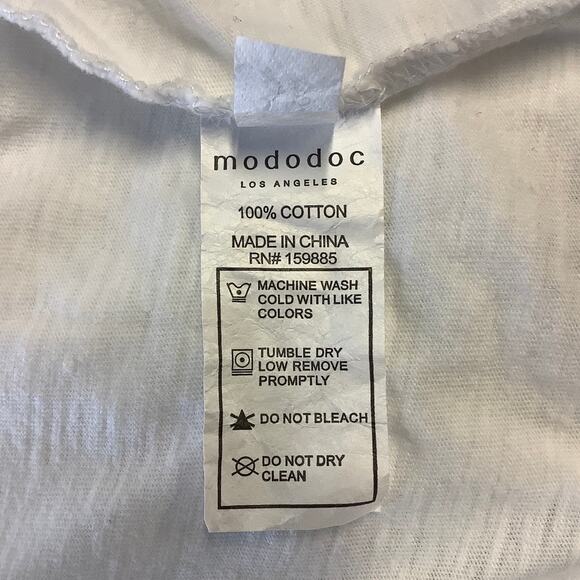 mododoc
LOS ANGELES
100% COTTON
MADE IN CHINA
RN# 159885
MACHINE WASH
COLD WITH LIKE
COLORS
TUMBLE DRY
LOW REMOVE
PROMPTLY
DO NOT BLEACH
DO NOT DRY
CLEAN